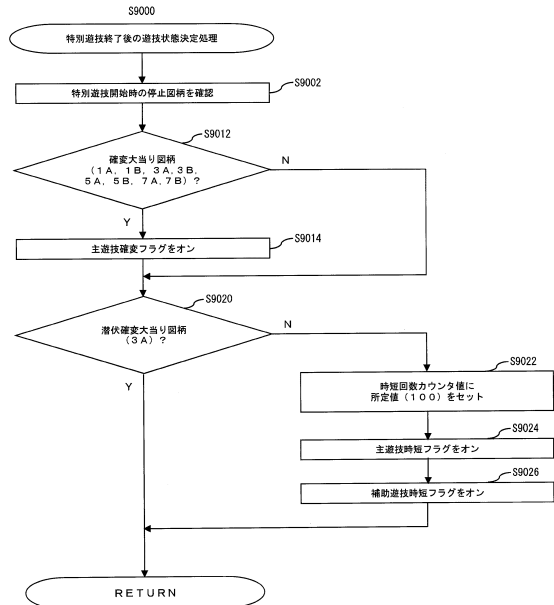 S9000
特別遊技終了後の遊技状態決定処理
S9002
特別遊技開始時の停止図柄を確認
S9012
確変大当り図柄
(1A, 1B, 3A,3B,
5A, 5B, 7A,7B)?
N
Y
S9014
主遊技確変フラグをオン
S9020
潜伏確変大当り図柄
(3A)?
N
Y
S9022
時短回数カウンタ値に
所定値(100)をセット
S9024
主遊技時短フラグをオン
S9026
補助遊技時短フラグをオン
RETURN